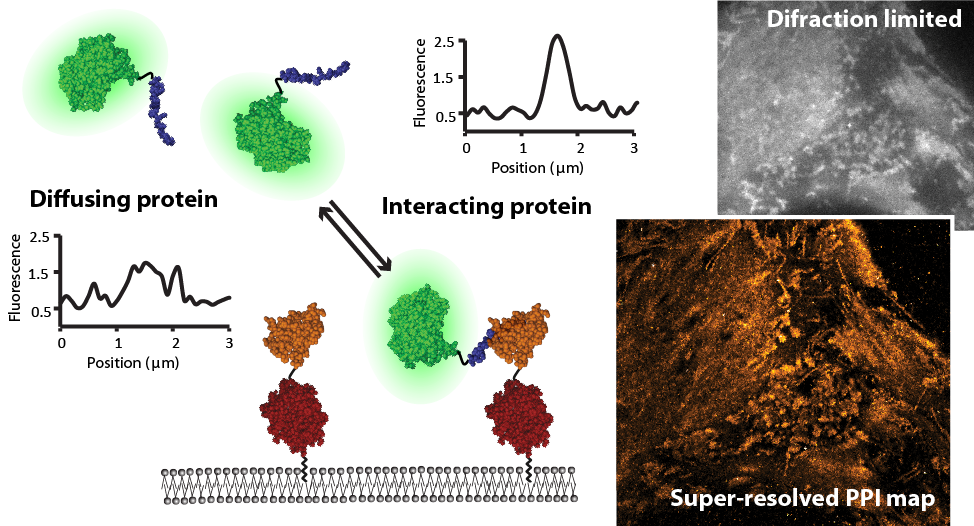 Difraction limited
2.5
1.5
0.5
Fluorescence
0 1 2 3
Position (μm)
Diffusing protein
Interacting protein
2.5
1.5
0.5
Fluorescence
0 1 2 3
Position (μm)
Super-resolved PPI map